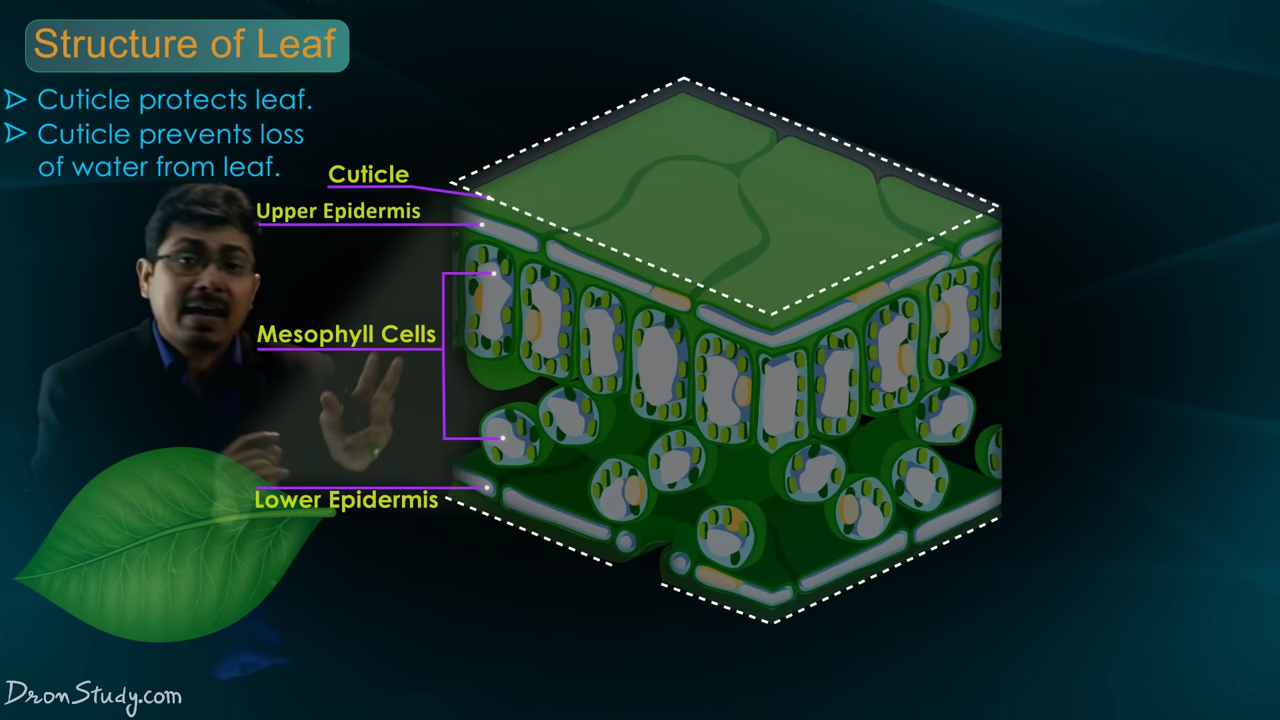 Structure of Leaf
Cuticle protects leaf.
Cuticle prevents loss
of water from leaf.
Cuticle
Upper Epidermis
Mesophyll Cells
Lower Epidermis
DronStudy.com